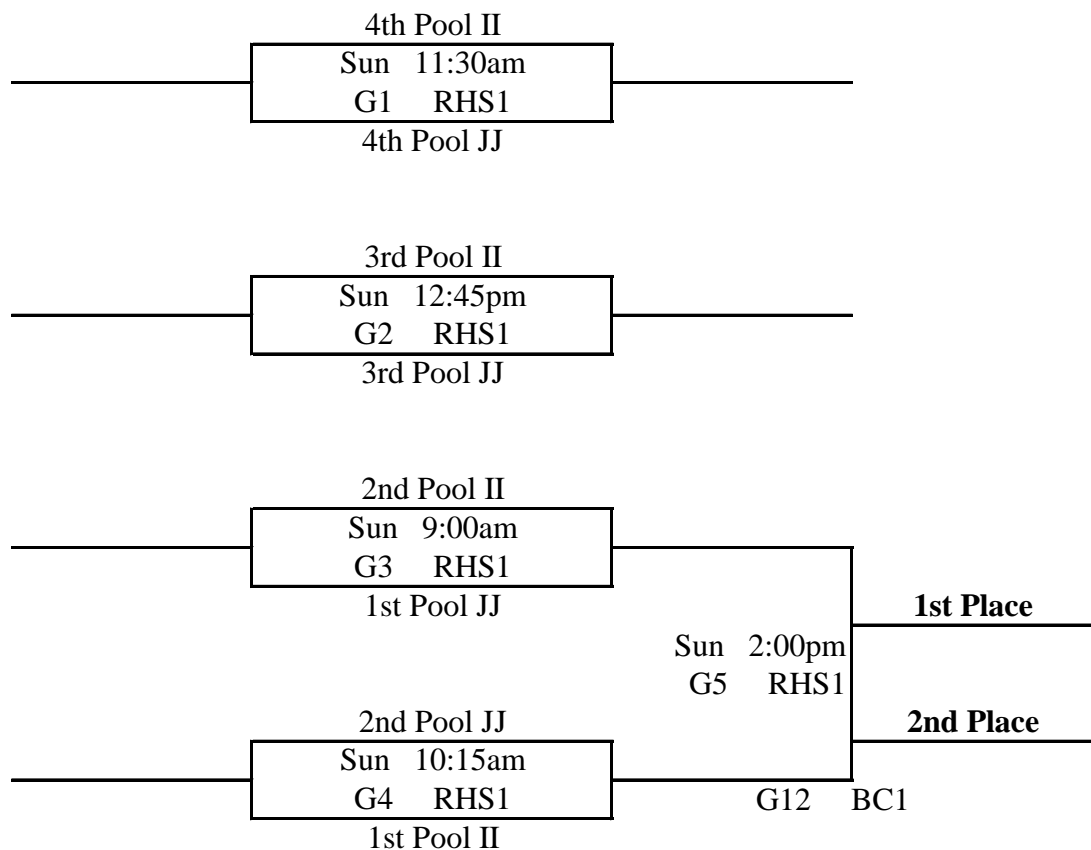 4th Pool II
Sun 11:30am
G1 RHS1
4th Pool JJ
3rd Pool II
Sun 12:45pm
G2 RHS1
3rd Pool JJ
2nd Pool II
Sun 9:00am
G3 RHS1
1st Pool JJ
1st Place
Sun 2:00pm
G5 RHS1
2nd Pool JJ
2nd Place
Sun 10:15am
G4 RHS1
G12 BC1
1st Pool II